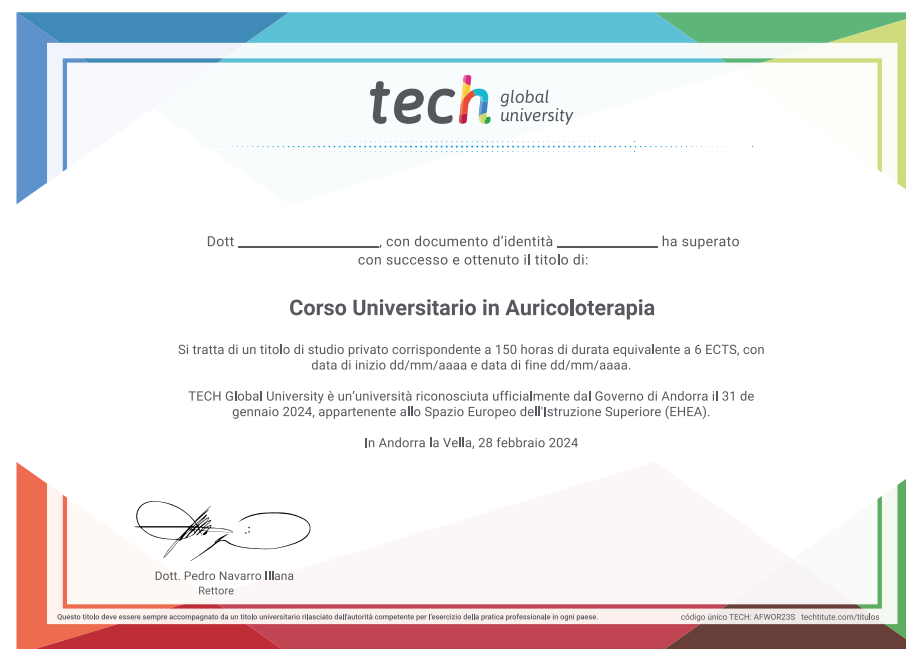 tech global university
Dott ____________, con documento d'identità ____________ ha superato
con successo e ottenuto il titolo di:
Corso Universitario in Auricoloterapia
Si tratta di un titolo di studio privato corrispondente a 150 horas di durata equivalente a 6 ECTS, con
data di inizio dd/mm/aaaa e data di fine dd/mm/aaaa.
TECH Global University è un'università riconosciuta ufficialmente dal Governo di Andorra il 31 de
gennaio 2024, appartenente allo Spazio Europeo dell'Istruzione Superiore (EHEA).
In Andorra la Vella, 28 febbraio 2024
Dott. Pedro Navarro Illana
Rettore
Questo titolo deve essere sempre accompagnato da un titolo universitario rilasciato dall'autorità competente per l'esercizio della pratica professionale in ogni paese.
código único TECH: AFWOR23S techtitute.com/titulos